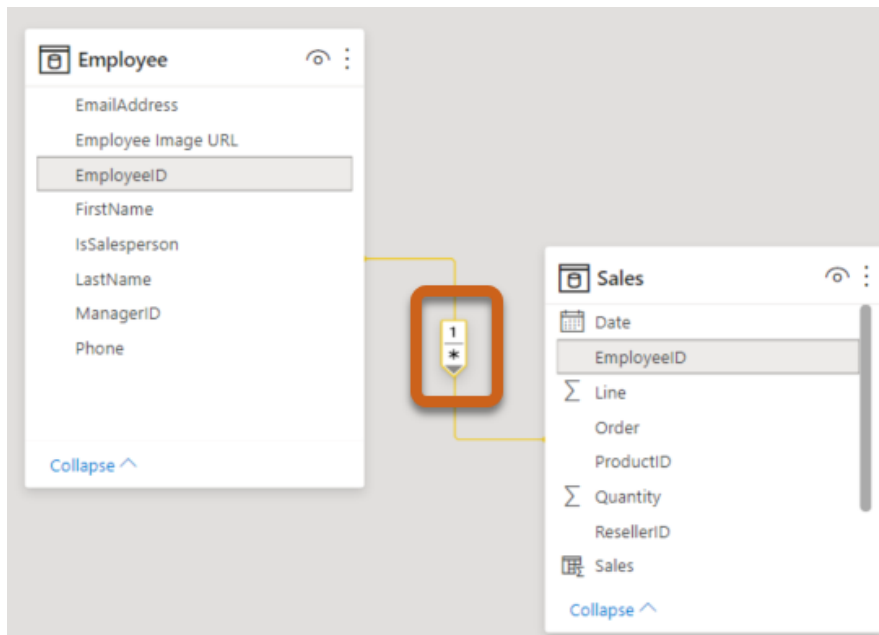 Employee
EmailAddress
Employee Image URL
EmployeeID
FirstName
IsSalesperson
LastName
ManagerID
Phone
Collapse
1
*
Sales
Date
EmployeeID
Line
Order
ProductID
Quantity
ResellerID
Sales
Collapse